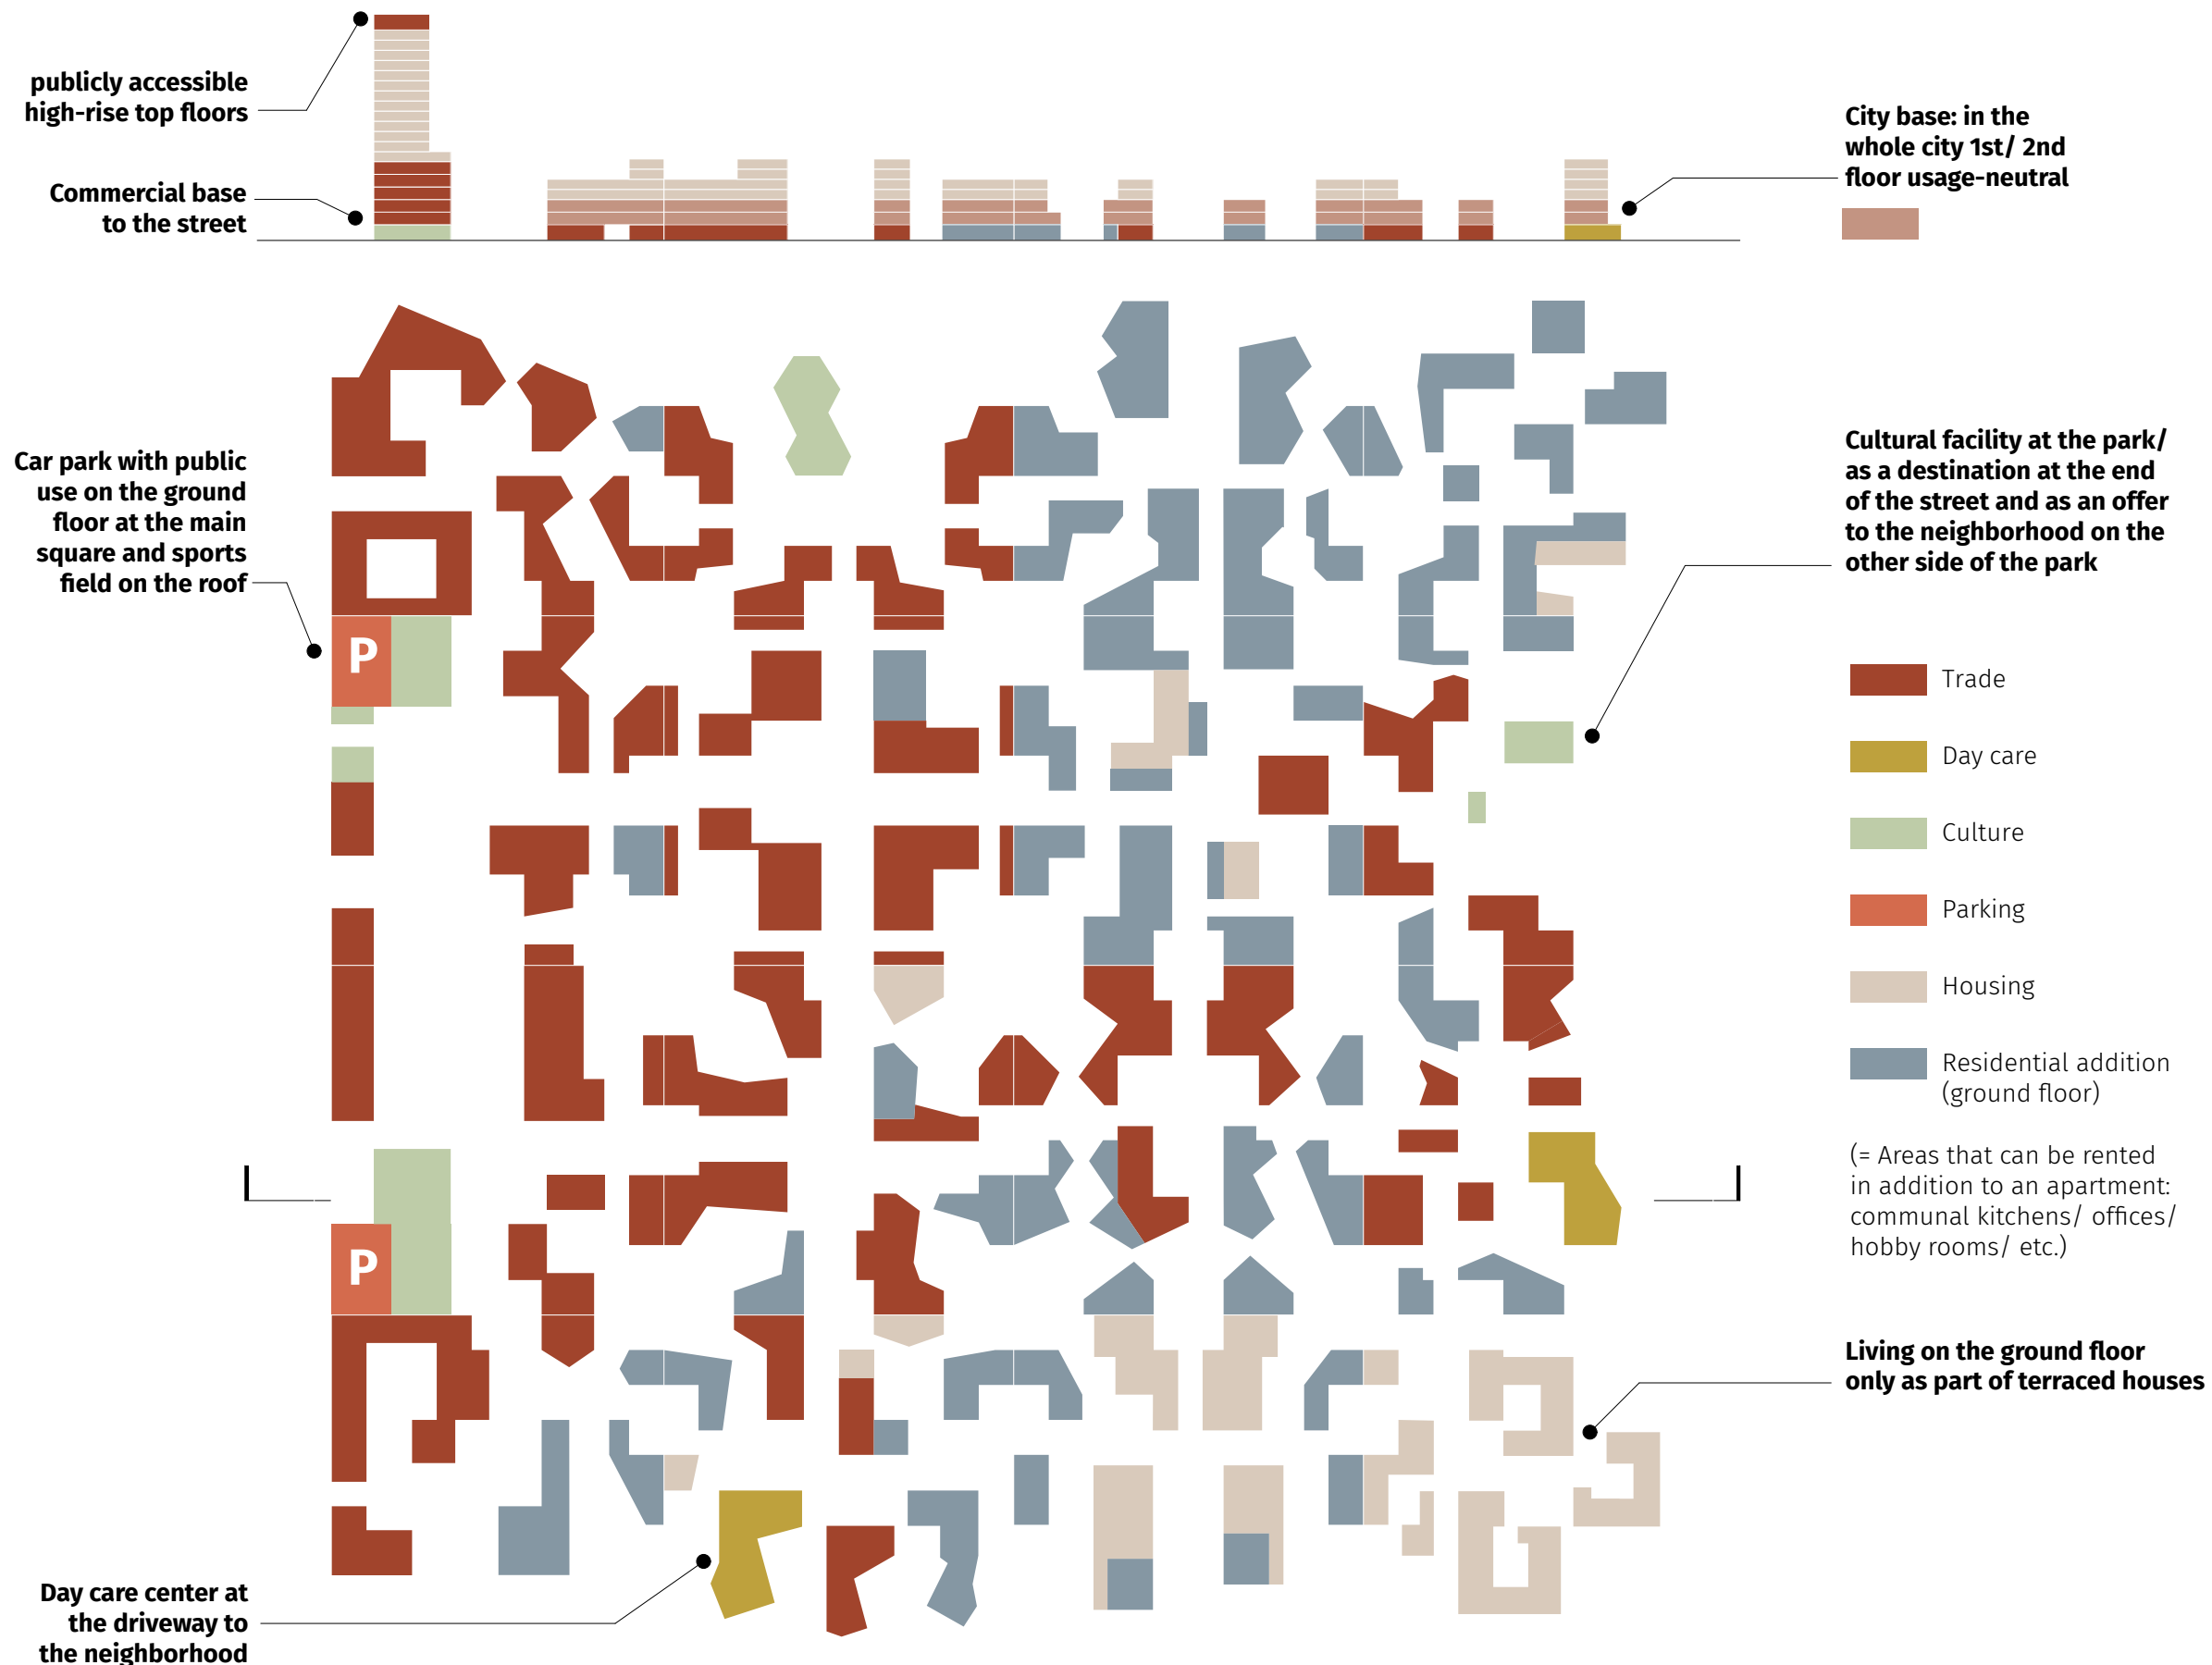 publicly accessible
high-rise top floors
Commercial base
to the street
City base: in the
whole city 1st/ 2nd
floor usage-neutral
Car park with public
use on the ground
floor at the main
square and sports
field on the roof
Cultural facility at the park/
as a destination at the end
of the street and as an offer
to the neighborhood on the
other side of the park
P
Trade
Day care
Culture
Parking
Housing
Residential addition
(ground floor)
(= Areas that can be rented
in addition to an apartment:
communal kitchens/ offices/
hobby rooms/ etc.)
P
Living on the ground floor
only as part of terraced houses
Day care center at
the driveway to
the neighborhood